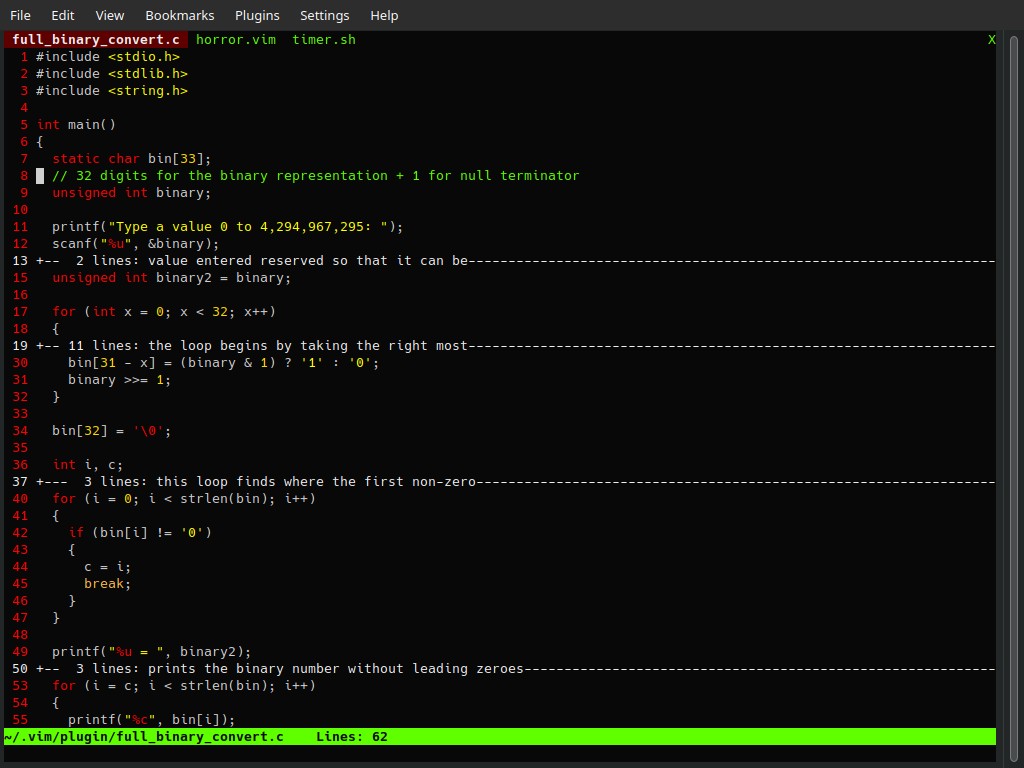 File Edit View Bookmarks Plugins Settings Help
full_binary_convert.c horror.vim timer.sh X
1 #include <stdio.h>
2 #include <stdlib.h>
3 #include <string.h>
4
5 int main()
6 {
7   static char bin[33];
8   // 32 digits for the binary representation + 1 for null terminator
9   unsigned int binary;
10
11   printf("Type a value 0 to 4,294,967,295: ");
12   scanf("%u", &binary);
13 +--  2 lines: value entered reserved so that it can be------------------------------------------------------------------
15   unsigned int binary2 = binary;
16
17   for (int x = 0; x < 32; x++)
18   {
19 +-- 11 lines: the loop begins by taking the right most------------------------------------------------------------------
30     bin[31 - x] = (binary & 1) ? '1' : '0';
31     binary >>= 1;
32   }
33
34   bin[32] = '\0';
35
36   int i, c;
37 +---  3 lines: this loop finds where the first non-zero-----------------------------------------------------------------
40   for (i = 0; i < strlen(bin); i++)
41   {
42     if (bin[i] != '0')
43     {
44       c = i;
45       break;
46     }
47   }
48
49   printf("%u = ", binary2);
50 +--  3 lines: prints the binary number without leading zeroes-----------------------------------------------------------
53   for (i = c; i < strlen(bin); i++)
54   {
55     printf("%c", bin[i]);
~/.vim/plugin/full_binary_convert.c    Lines: 62